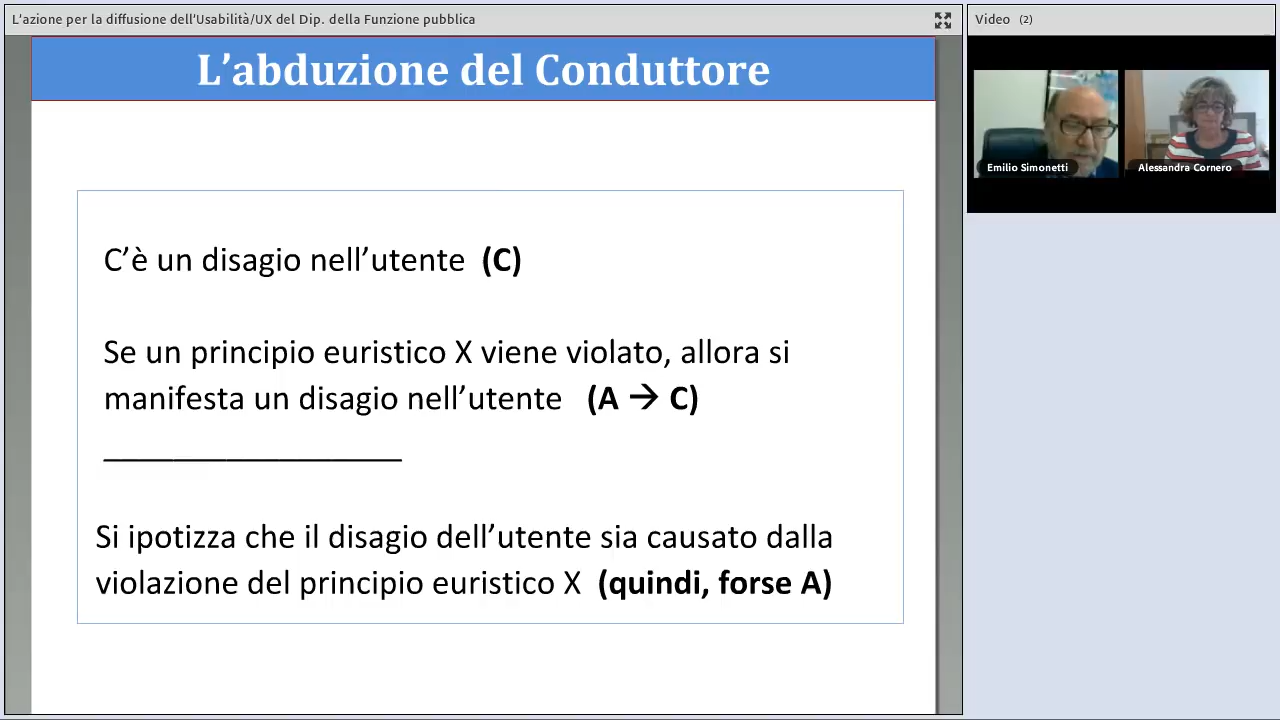 L'azione per la diffusione dell'Usabilità/UX del Dip. della Funzione pubblica
Video (2)
L'abduzione del Conduttore
Emilio Simonetti
Alessandra Cornero
C'è un disagio nell'utente (C)
Se un principio euristico X viene violato, allora si
manifesta un disagio nell'utente (A → C)
__________________
Si ipotizza che il disagio dell'utente sia causato dalla
violazione del principio euristico X (quindi, forse A)